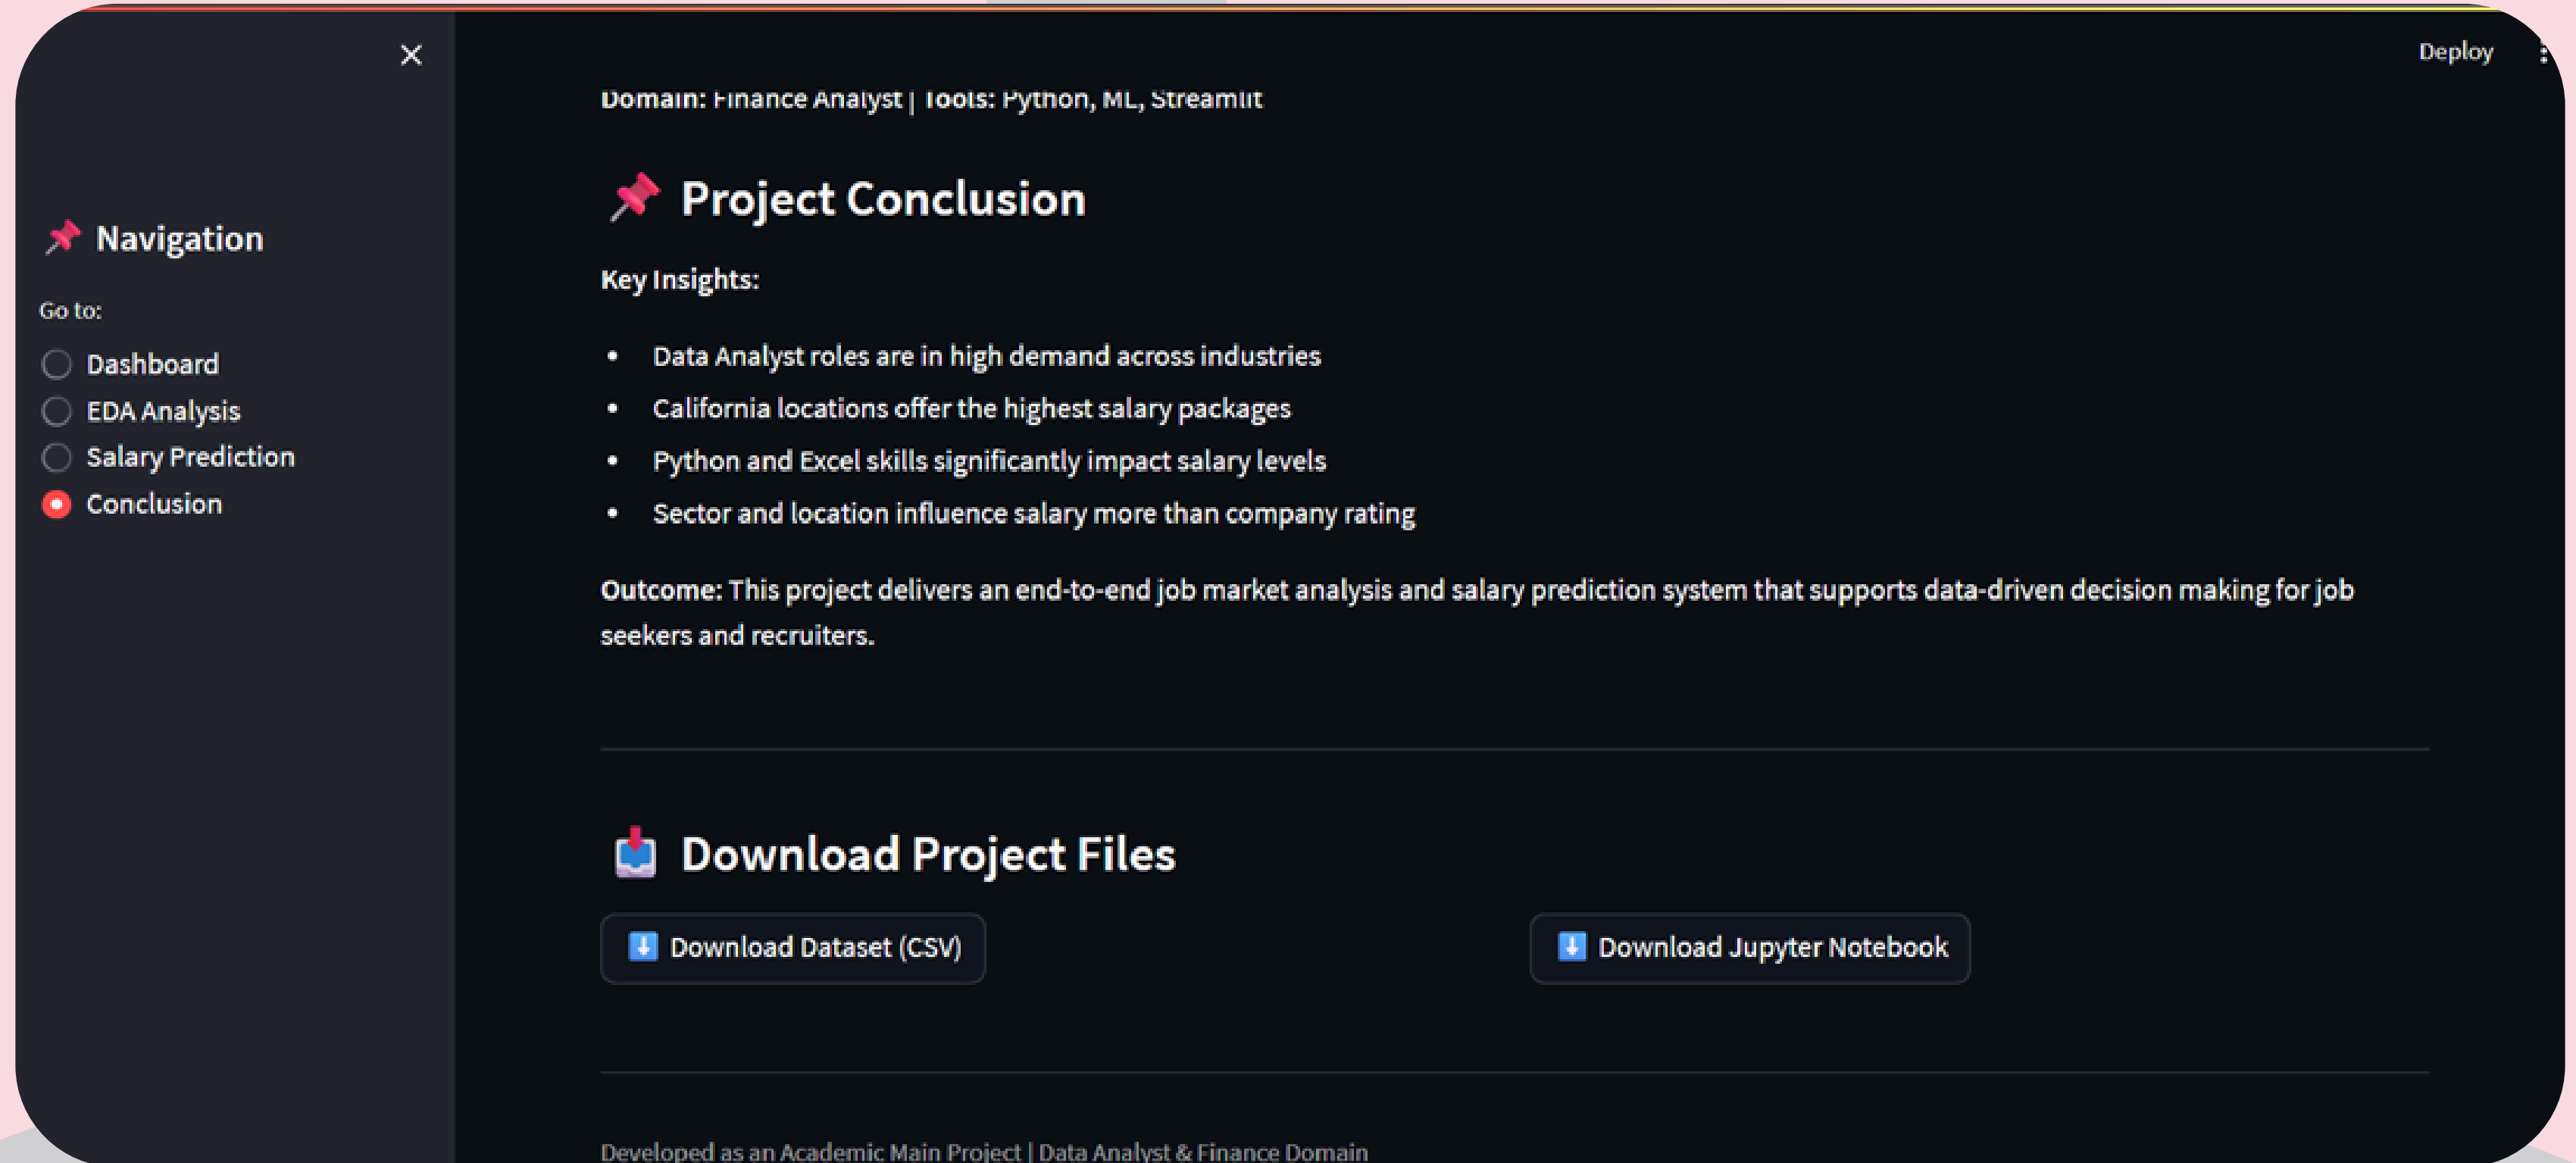 Deploy
Domain: Finance Analyst | Tools: Python, ML, Streamlit
Navigation
Go to:
Dashboard
EDA Analysis
Salary Prediction
Conclusion
Project Conclusion
Key Insights:
• Data Analyst roles are in high demand across industries
• California locations offer the highest salary packages
• Python and Excel skills significantly impact salary levels
• Sector and location influence salary more than company rating
Outcome: This project delivers an end-to-end job market analysis and salary prediction system that supports data-driven decision making for job
seekers and recruiters.
Download Project Files
Download Dataset (CSV)
Download Jupyter Notebook
Developed as an Academic Main Project | Data Analyst & Finance Domain